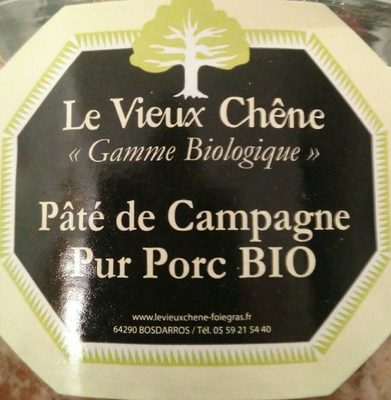 Le Vieux Chêne
« Gamme Biologique »
Pâté de Campagne
Pur Porc BIO
www.levieuxchene-foiegras.fr
64290 BOSDARROS / Tél. 05 59 21 54 40